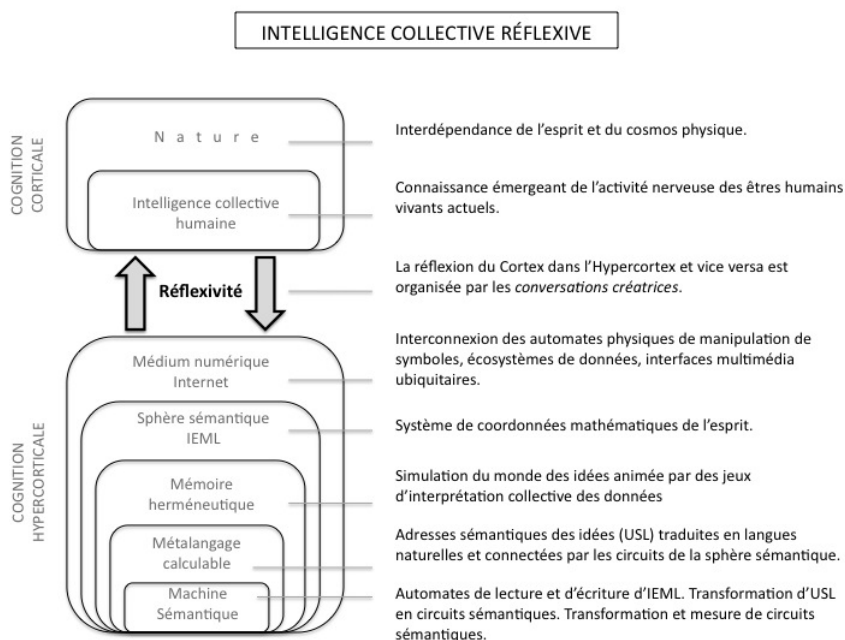 INTELLIGENCE COLLECTIVE RÉFLEXIVE
COGNITION
CORTICALE
Nature
Interdépendance de l’esprit et du cosmos physique.
Intelligence collective
humaine
Connaissance émergeant de l’activité nerveuse des êtres humains
vivants actuels.
Réflexivité
La réflexion du Cortex dans l’Hypercortex et vice versa est
organisée par les conversations créatrices.
COGNITION
HYPERCORTICALE
Médium numérique
Internet
Interconnexion des automates physiques de manipulation de
symboles, écosystèmes de données, interfaces multimédia
ubiquitaires.
Sphère sémantique
IEML
Système de coordonnées mathématiques de l’esprit.
Mémoire
herméneutique
Simulation du monde des idées animée par des jeux
d’interprétation collective des données
Métalangage
calculable
Adresses sémantiques des idées (USL) traduites en langues
naturelles et connectées par les circuits de la sphère sémantique.
Machine
Sémantique
Automates de lecture et d’écriture d’IEML. Transformation d’USL
en circuits sémantiques. Transformation et mesure de circuits
sémantiques.